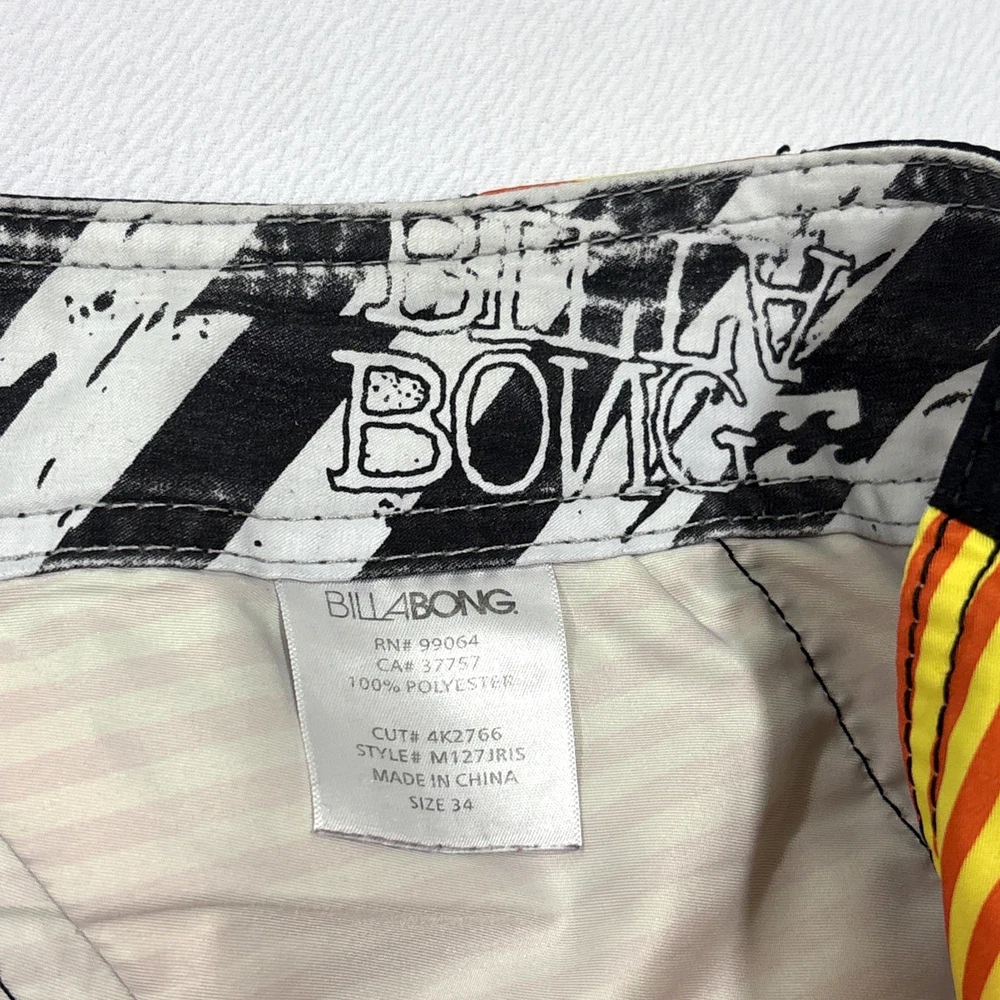 BILLA
BONG
BILLABONG
RN# 99064
CA# 37757
100% POLYESTER
CUT# 4K2766
STYLE# M127JRIS
MADE IN CHINA
SIZE 34